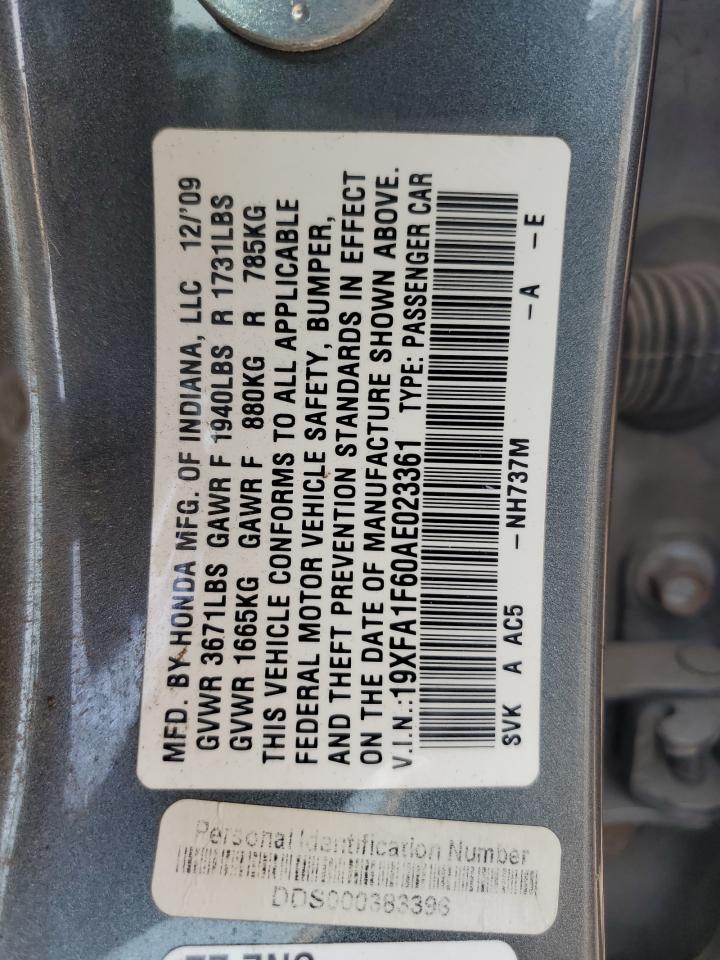 MFD. BY HONDA MFG. OF INDIANA, LLC 12/'09
GVWR 3671LBS GAWR F 1940LBS R 1731LBS
GVWR 1665KG GAWR F 880KG R 785KG
THIS VEHICLE CONFORMS TO ALL APPLICABLE
FEDERAL MOTOR VEHICLE SAFETY, BUMPER,
AND THEFT PREVENTION STANDARDS IN EFFECT
ON THE DATE OF MANUFACTURE SHOWN ABOVE.
V.I.N.:19XFA1F60AE023361 TYPE: PASSENGER CAR
SVK A AC5 -NH737M -A -E
Personal Identification Number
DDS000383396